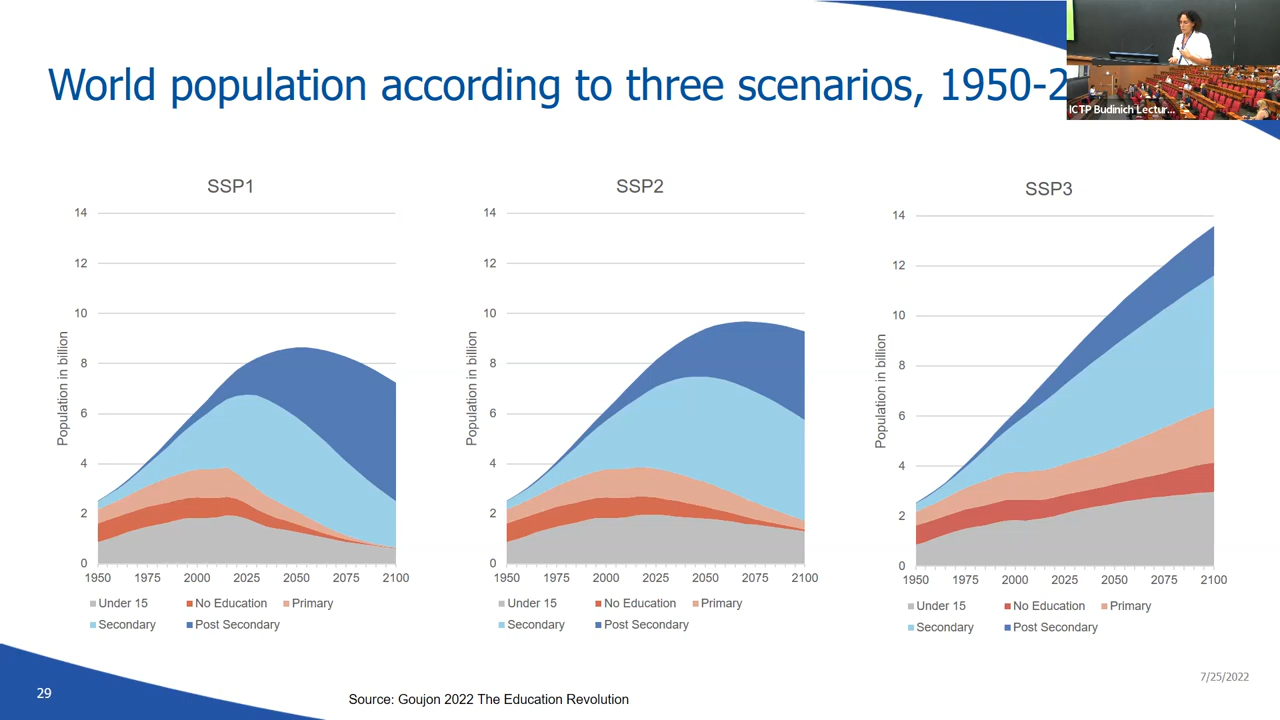 World population according to three scenarios, 1950-2
ICTP Budinich Lectur...
SSP1
Population in billion
14
12
10
8
6
4
2
0
1950 1975 2000 2025 2050 2075 2100
Under 15 No Education Primary
Secondary Post Secondary
SSP2
Population in billion
14
12
10
8
6
4
2
0
1950 1975 2000 2025 2050 2075 2100
Under 15 No Education Primary
Secondary Post Secondary
SSP3
Population in billion
14
12
10
8
6
4
2
0
1950 1975 2000 2025 2050 2075 2100
Under 15 No Education Primary
Secondary Post Secondary
7/25/2022
29
Source: Goujon 2022 The Education Revolution